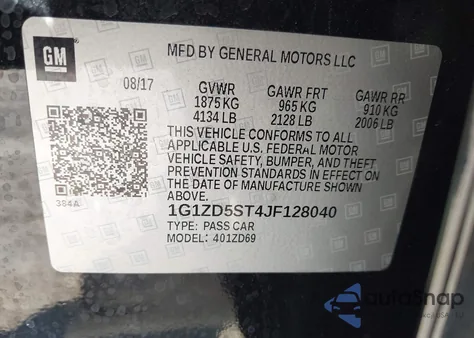 GM
MFD BY GENERAL MOTORS LLC
08/17 GVWR GAWR FRT GAWR RR
1875 KG 965 KG 910 KG
4134 LB 2128 LB 2006 LB
THIS VEHICLE CONFORMS TO ALL
APPLICABLE U.S. FEDERAL MOTOR
VEHICLE SAFETY, BUMPER, AND THEFT
PREVENTION STANDARDS IN EFFECT ON
THE DATE OF MANUFACTURE SHOWN
ABOVE.
384A
1G1ZD5ST4JF128040
TYPE: PASS CAR
MODEL: 401ZD69
AutoSnap